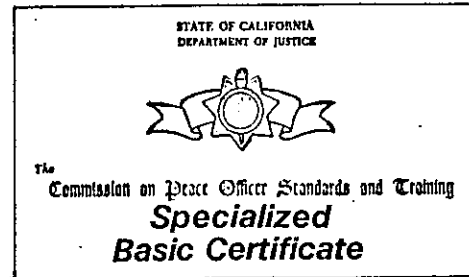 STATE OF CALIFORNIA
DEPARTMENT OF JUSTICE
The
Commission on Peace Officer Standards and Training
Specialized
Basic Certificate